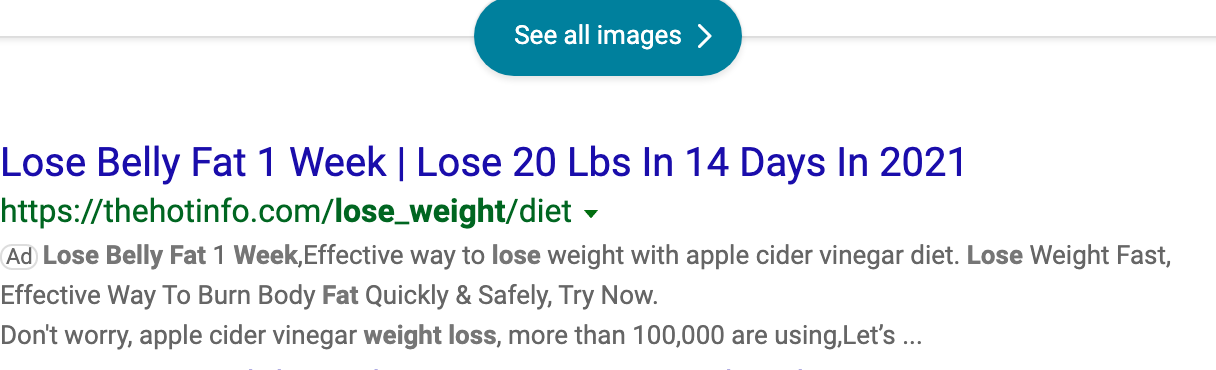 See all images
Lose Belly Fat 1 Week | Lose 20 Lbs In 14 Days In 2021
https://thehotinfo.com/lose_weight/diet
Ad Lose Belly Fat 1 Week,Effective way to lose weight with apple cider vinegar diet. Lose Weight Fast,
Effective Way To Burn Body Fat Quickly & Safely, Try Now.
Don't worry, apple cider vinegar weight loss, more than 100,000 are using,Let’s ...